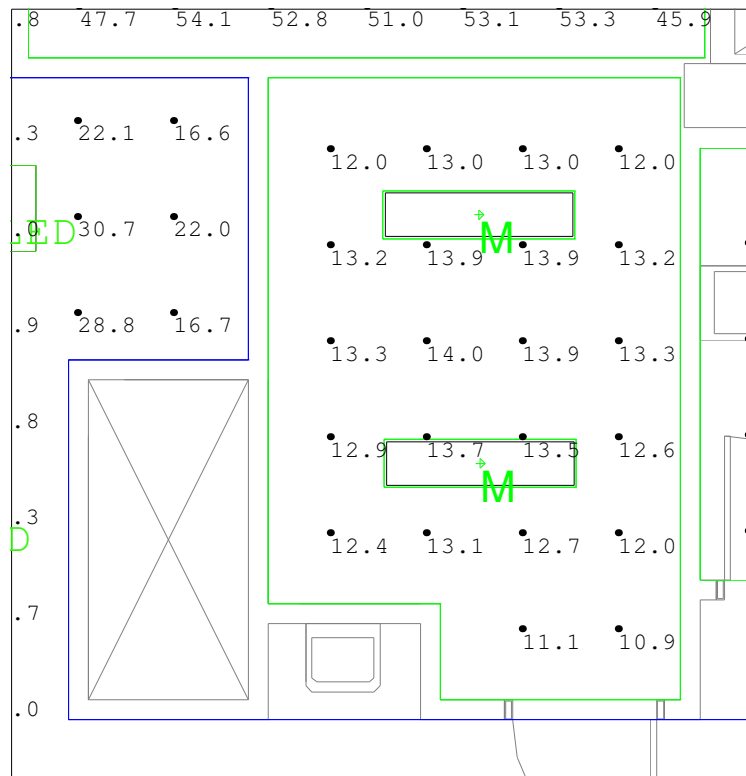 .8 47.7 54.1 52.8 51.0 53.1 53.3 45.9
.3 22.1 16.6
12.0 13.0 13.0 12.0
.0 LED 30.7 22.0 M
13.2 13.9 13.9 13.2
.9 28.8 16.7
13.3 14.0 13.9 13.3
.8
12.9 13.7 13.5 12.6
M
.3
D 12.4 13.1 12.7 12.0
.7
11.1 10.9
.0